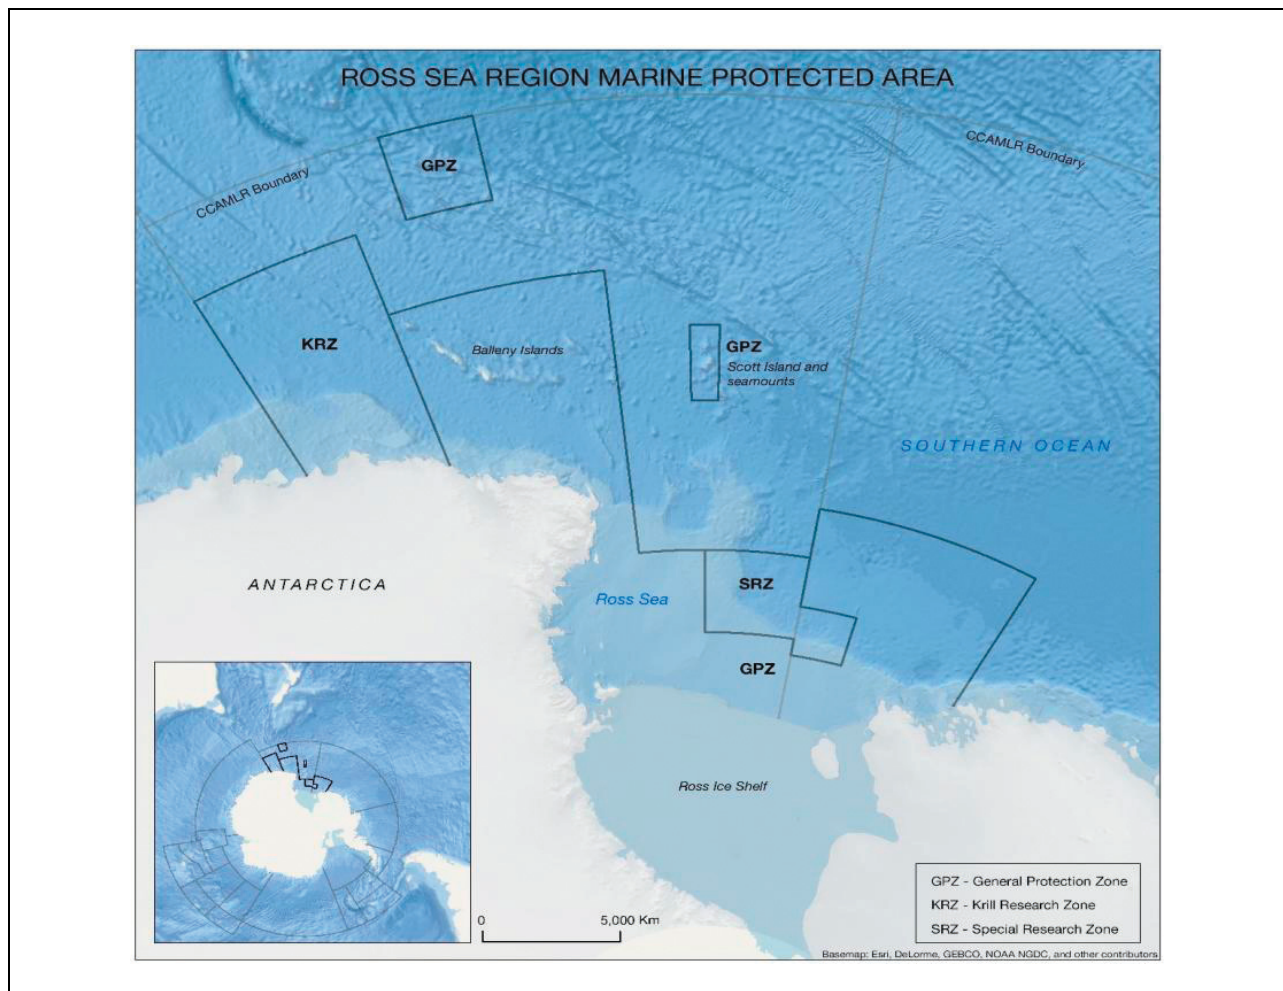 ROSS SEA REGION MARINE PROTECTED AREA
CCAMLR Boundary
GPZ
CCAMLR Boundary
KRZ
Balleny Islands
GPZ
Scott Island and
seamounts
SOUTHERN OCEAN
ANTARCTICA
Ross Sea
SRZ
GPZ
Ross Ice Shelf
0
5,000 Km
GPZ - General Protection Zone
KRZ - Krill Research Zone
SRZ - Special Research Zone
Basemap: Esri, DeLorme, GEBCO, NOAA NGDC, and other contributors